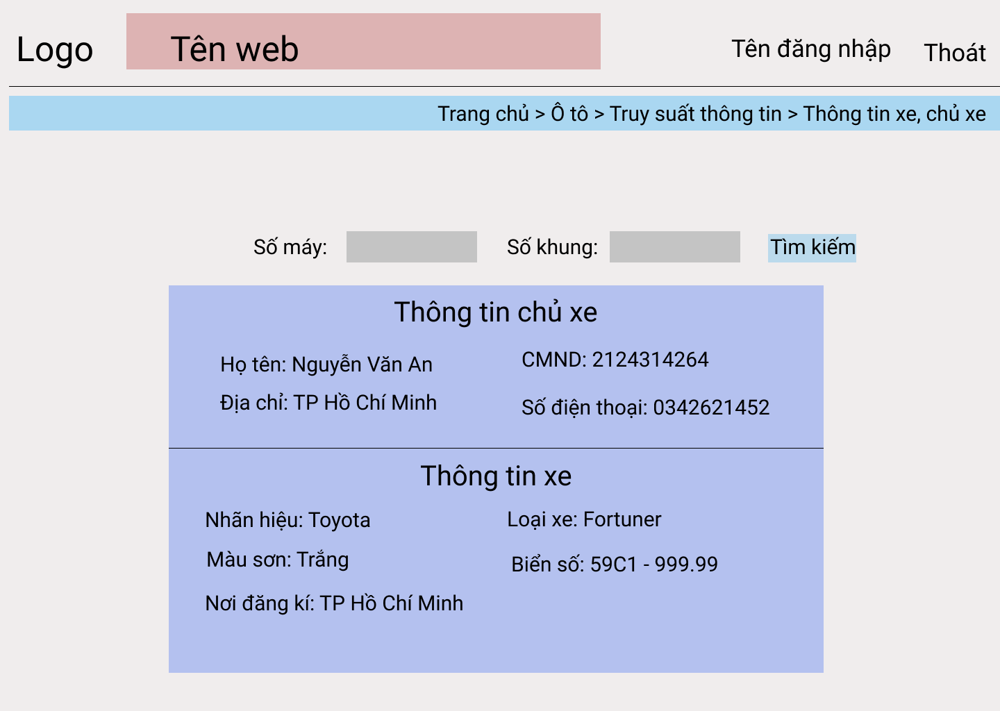 Logo
Tên web
Tên đăng nhập
Thoát
Trang chủ > Ô tô > Truy suất thông tin > Thông tin xe, chủ xe
Số máy:
Số khung:
Tìm kiếm
Thông tin chủ xe
Họ tên: Nguyễn Văn An
CMND: 2124314264
Địa chỉ: TP Hồ Chí Minh
Số điện thoại: 0342621452
Thông tin xe
Nhãn hiệu: Toyota
Loại xe: Fortuner
Màu sơn: Trắng
Biển số: 59C1 - 999.99
Nơi đăng kí: TP Hồ Chí Minh